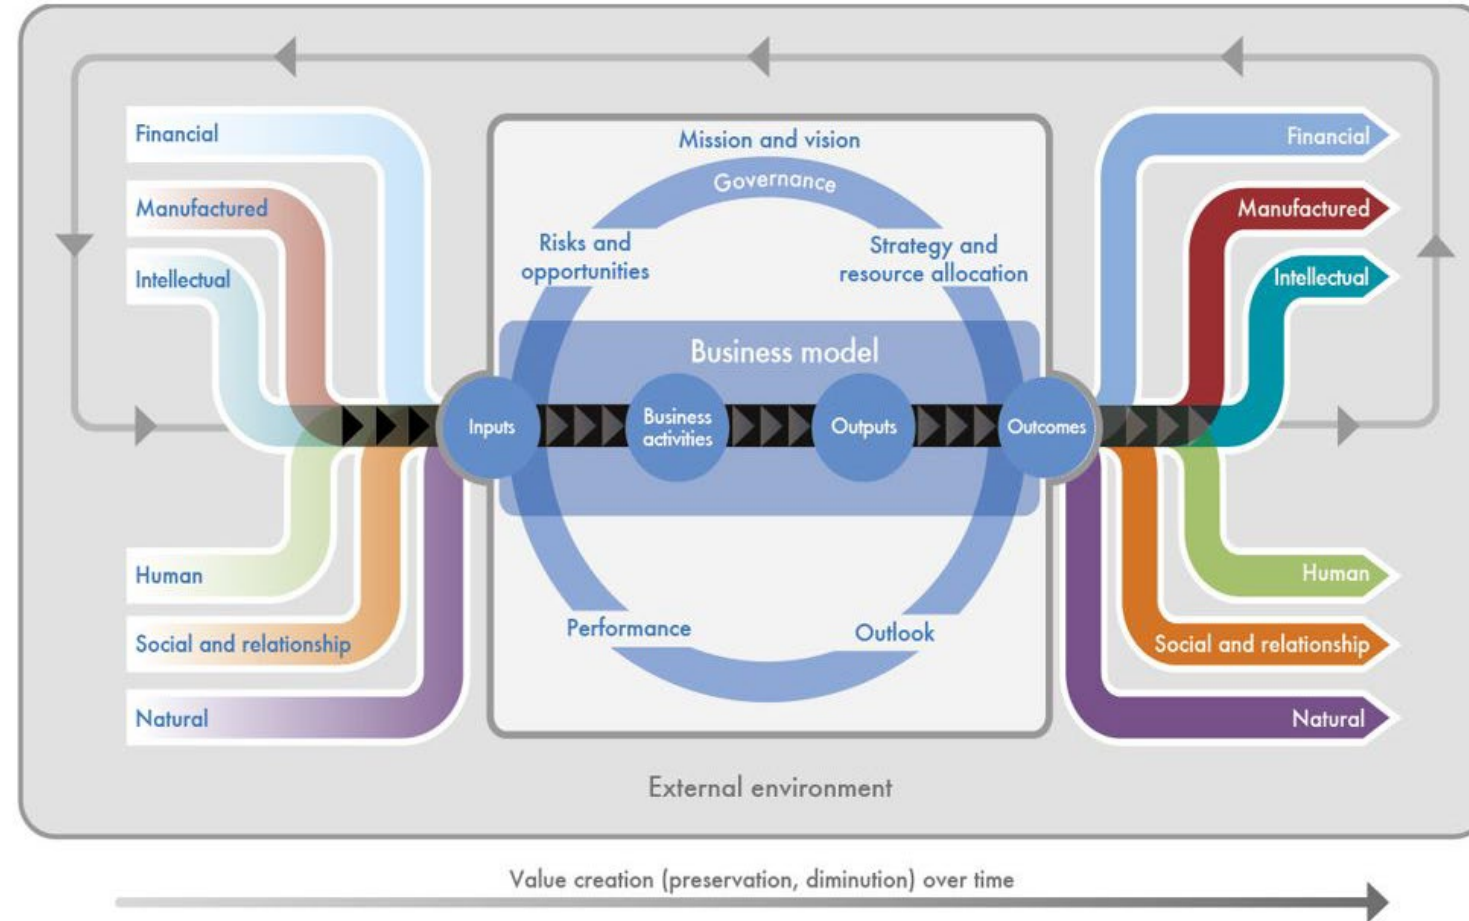 Financial
Manufactured
Intellectual
Human
Social and relationship
Natural
Mission and vision
Governance
Risks and
opportunities
Strategy and
resource allocation
Business model
Inputs
Business
activities
Outputs
Outcomes
Performance
Outlook
Financial
Manufactured
Intellectual
Human
Social and relationship
Natural
External environment
Value creation (preservation, diminution) over time